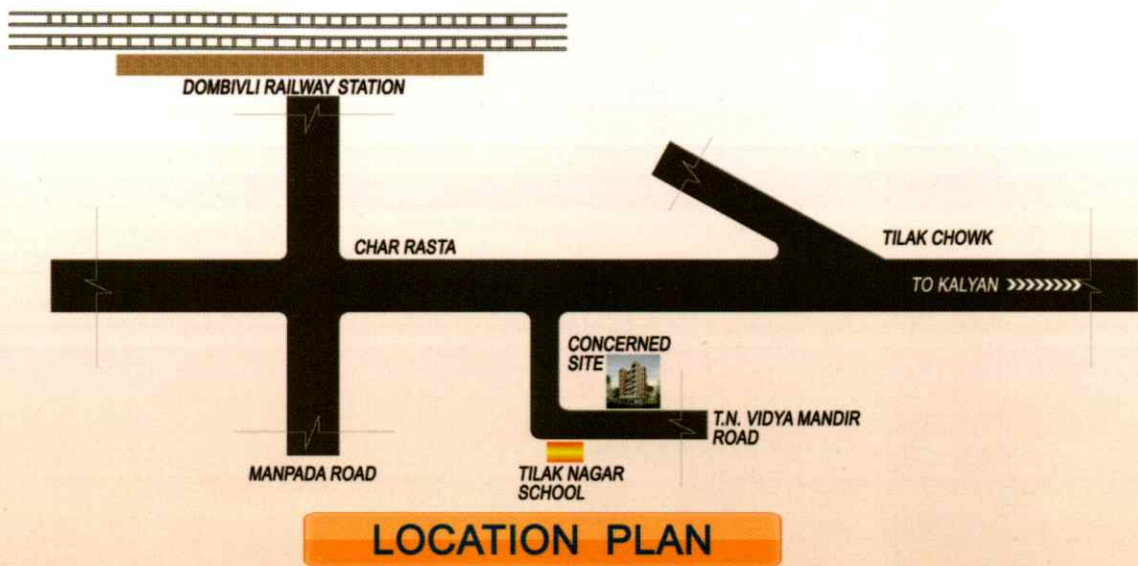 DOMBIVLI RAILWAY STATION
CHAR RASTA
TILAK CHOWK
TO KALYAN
CONCERNED
SITE
T.N. VIDYA MANDIR
ROAD
MANPADA ROAD
TILAK NAGAR
SCHOOL
LOCATION PLAN